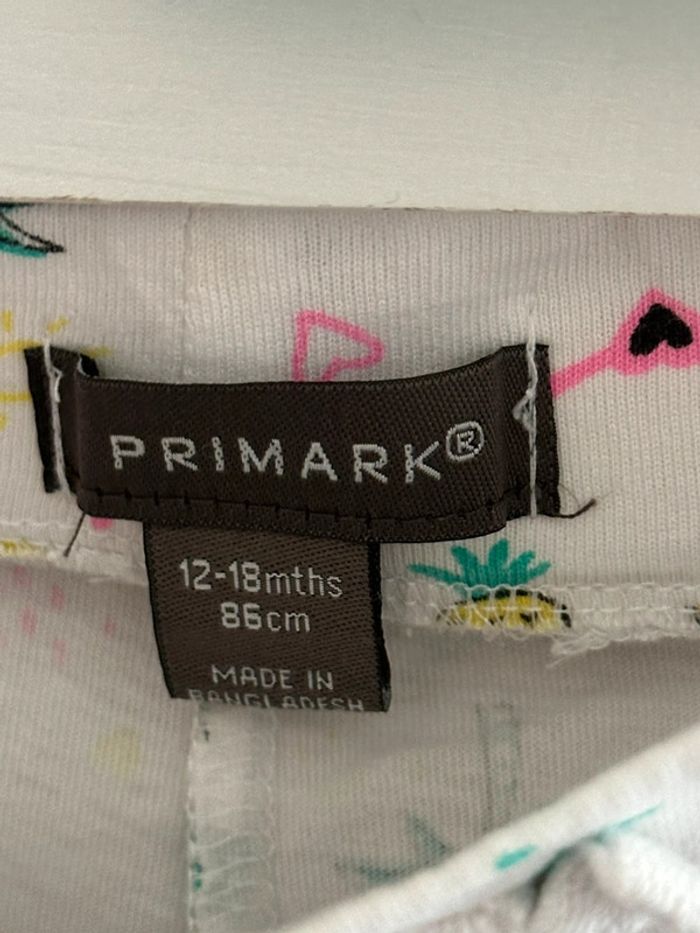 PRIMARK®
12-18mths
86cm
MADE IN
BANGLADESH